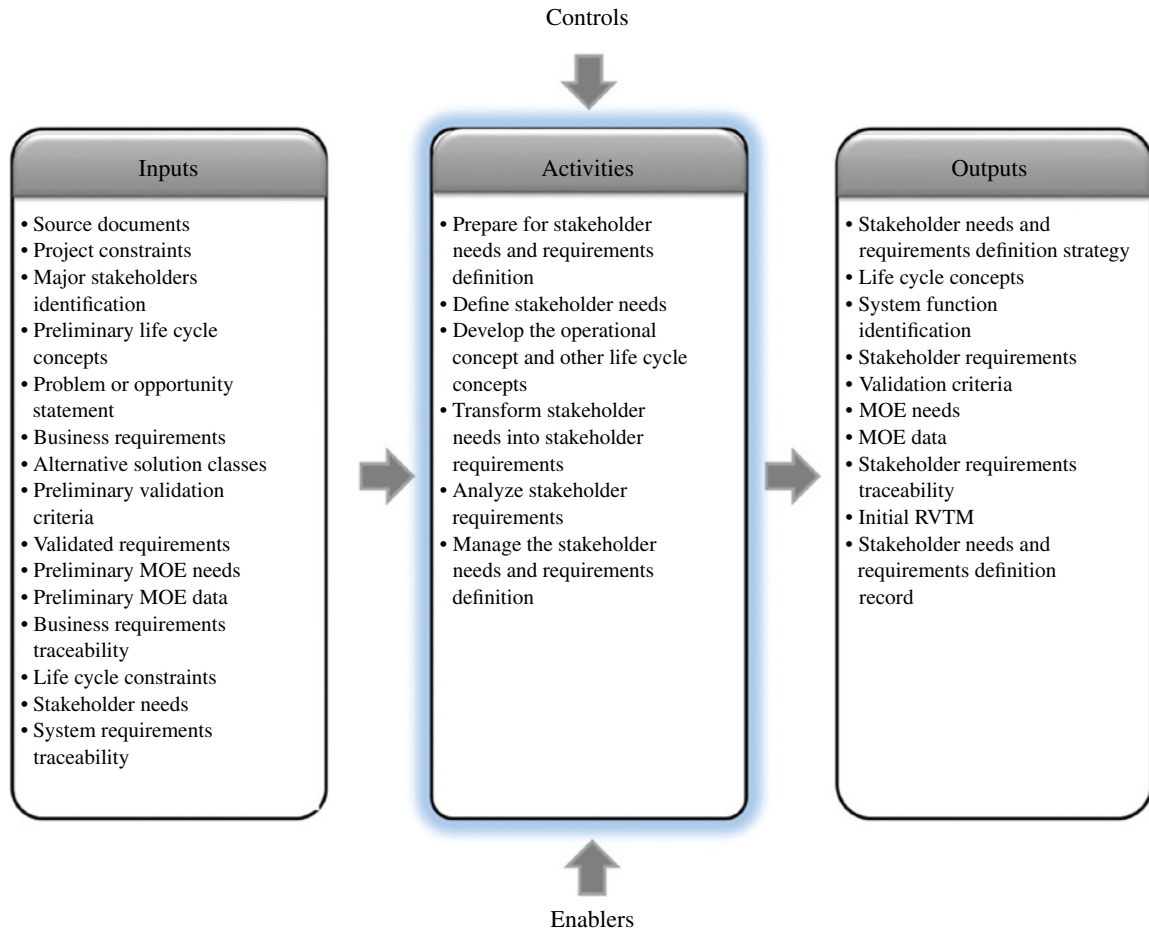 Controls
Inputs
• Source documents
• Project constraints
• Major stakeholders
identification
• Preliminary life cycle
concepts
• Problem or opportunity
statement
• Business requirements
• Alternative solution classes
• Preliminary validation
criteria
• Validated requirements
• Preliminary MOE needs
• Preliminary MOE data
• Business requirements
traceability
• Life cycle constraints
• Stakeholder needs
• System requirements
traceability
Activities
• Prepare for stakeholder
needs and requirements
definition
• Define stakeholder needs
• Develop the operational
concept and other life cycle
concepts
• Transform stakeholder
needs into stakeholder
requirements
• Analyze stakeholder
requirements
• Manage the stakeholder
needs and requirements
definition
Outputs
• Stakeholder needs and
requirements definition strategy
• Life cycle concepts
• System function
identification
• Stakeholder requirements
• Validation criteria
• MOE needs
• MOE data
• Stakeholder requirements
traceability
• Initial RVTM
• Stakeholder needs and
requirements definition
record
Enablers